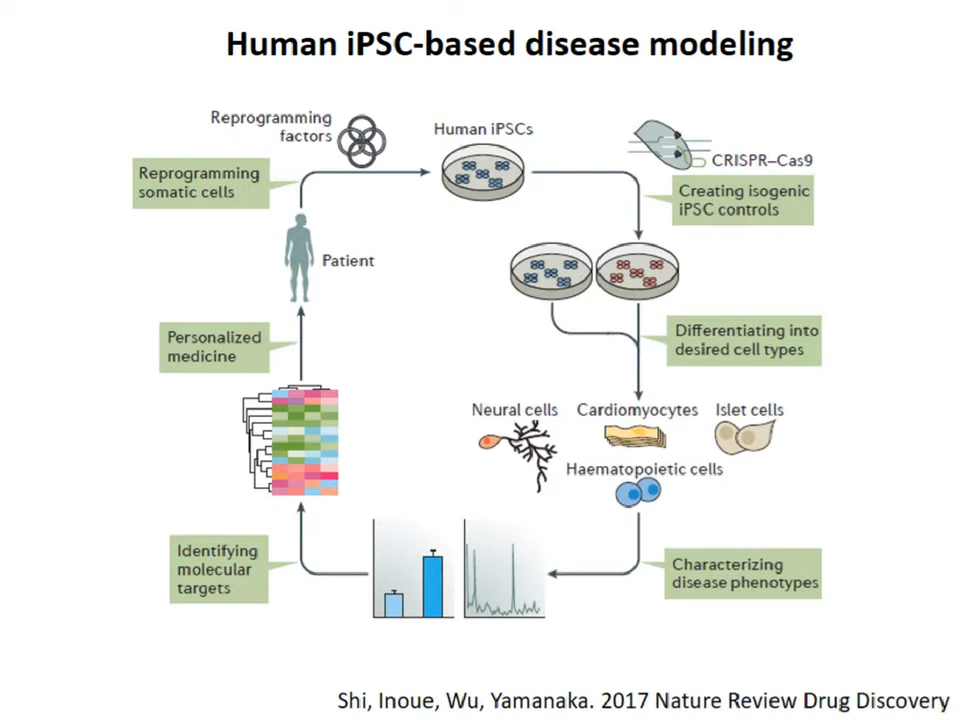 Human iPSC-based disease modeling
Reprogramming
factors
Human iPSCs
CRISPR–Cas9
Reprogramming
somatic cells
Creating isogenic
iPSC controls
Patient
Differentiating into
desired cell types
Personalized
medicine
Neural cells
Cardiomyocytes
Islet cells
Haematopoietic cells
Identifying
molecular
targets
Characterizing
disease phenotypes
Shi, Inoue, Wu, Yamanaka. 2017 Nature Review Drug Discovery